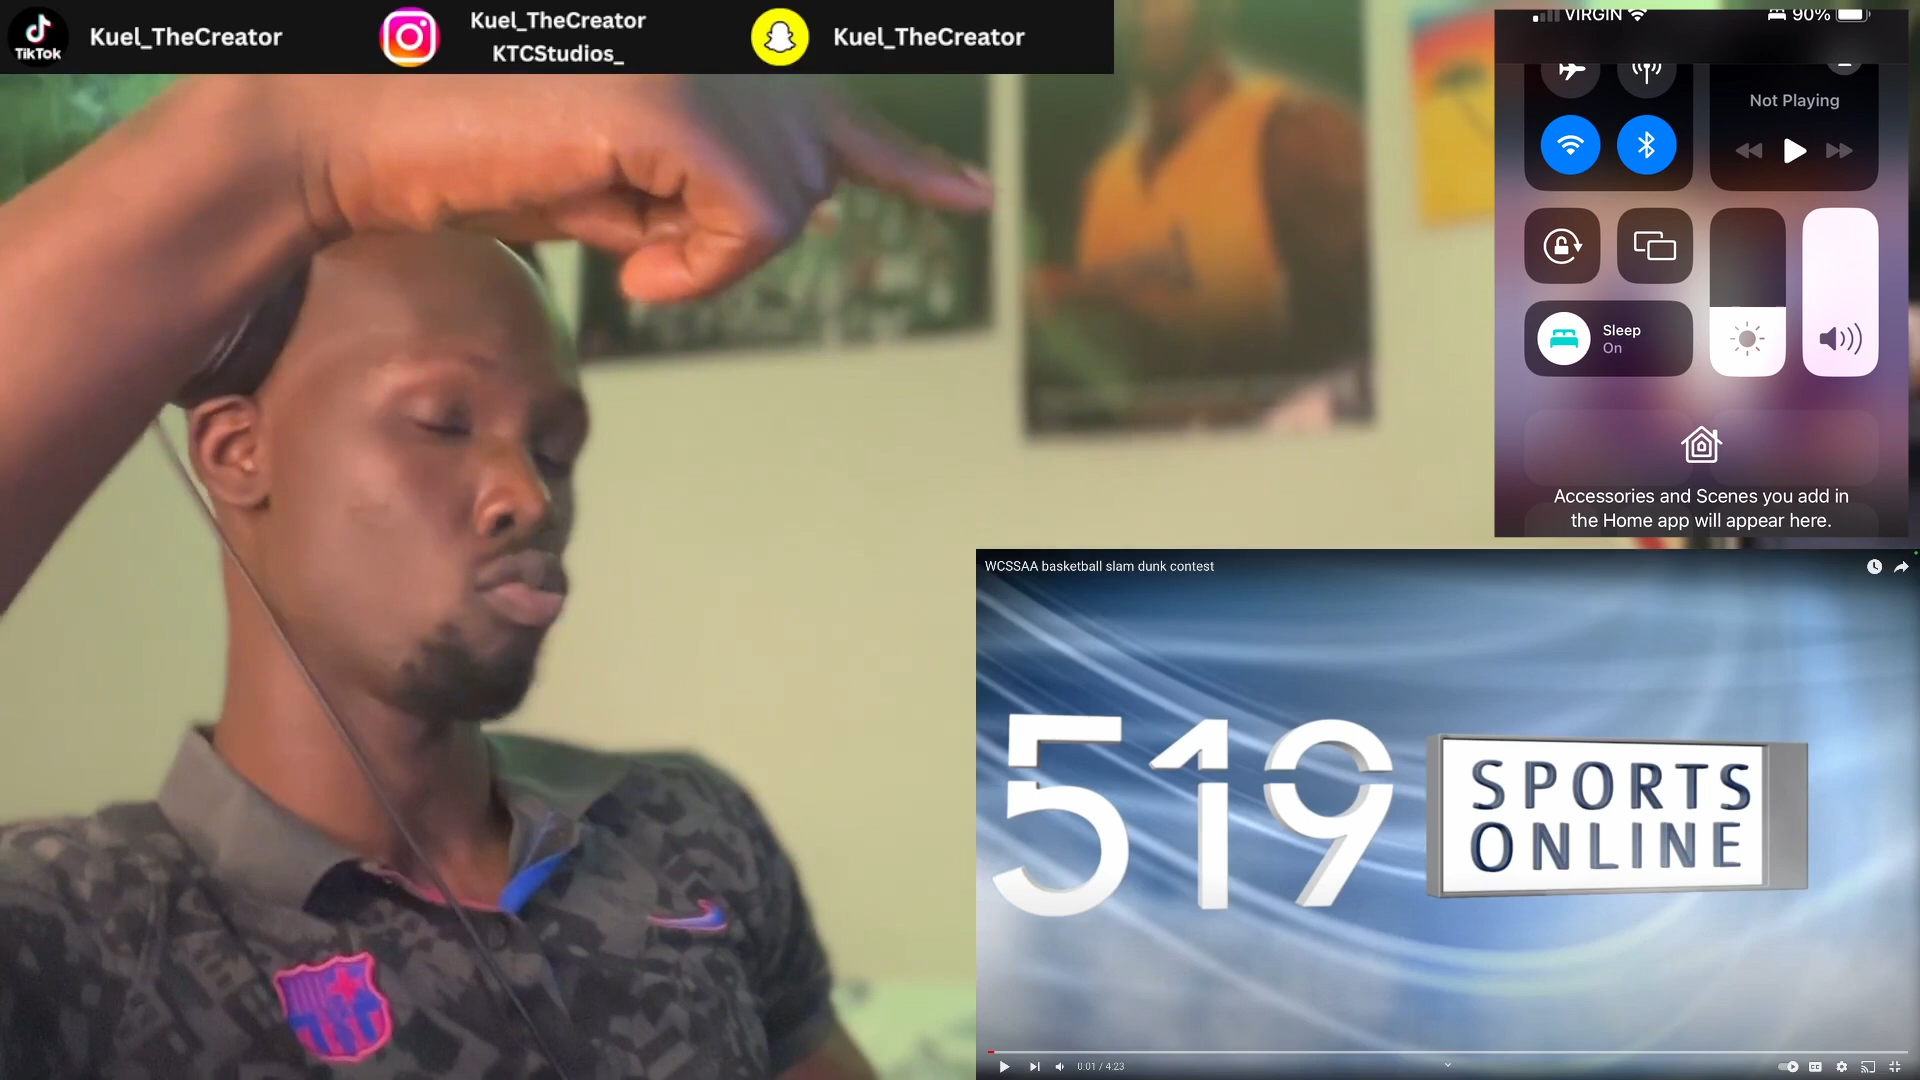 TikTok
Kuel_TheCreator
Kuel_TheCreator
KTCStudios_
Kuel_TheCreator
VIRGIN
90%
Not Playing
Sleep
On
Accessories and Scenes you add in
the Home app will appear here.
WCSSAA basketball slam dunk contest
519
SPORTS
ONLINE
0:01 / 4:23